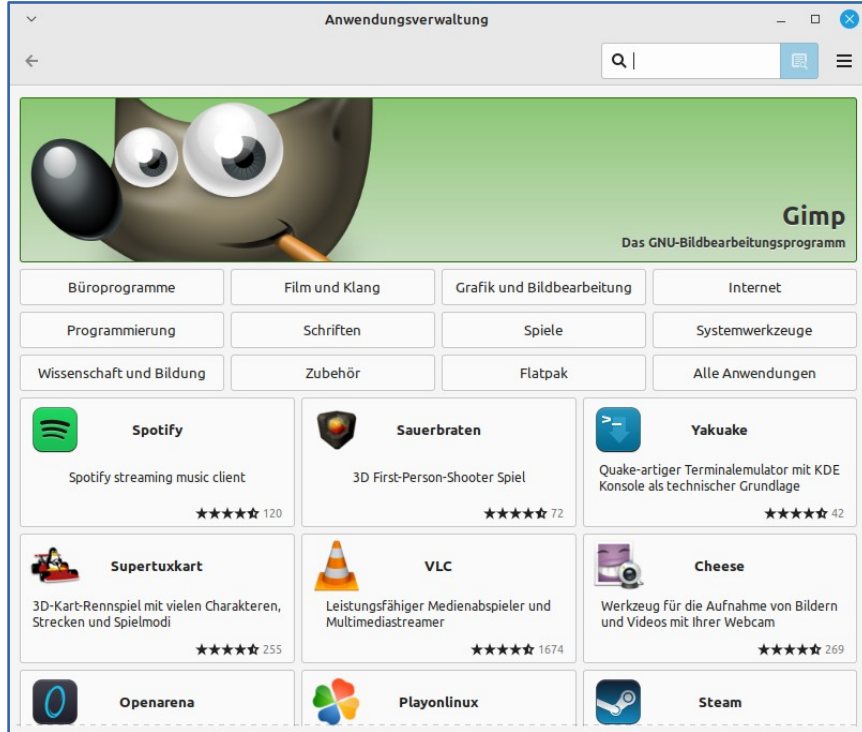 Anwendungsverwaltung
Gimp
Das GNU-Bildbearbeitungsprogramm
Büroprogramme
Film und Klang
Grafik und Bildbearbeitung
Internet
Programmierung
Schriften
Spiele
Systemwerkzeuge
Wissenschaft und Bildung
Zubehör
Flatpak
Alle Anwendungen
Spotify
Spotify streaming music client
120
Sauerbraten
3D First-Person-Shooter Spiel
72
Yakuake
Quake-artiger Terminalemulator mit KDE
Konsole als technischer Grundlage
42
Supertuxkart
3D-Kart-Rennspiel mit vielen Charakteren,
Strecken und Spielmodi
255
VLC
Leistungsfähiger Medienabspieler und
Multimediastreamer
1674
Cheese
Werkzeug für die Aufnahme von Bildern
und Videos mit Ihrer Webcam
269
Openarena
Playonlinux
Steam